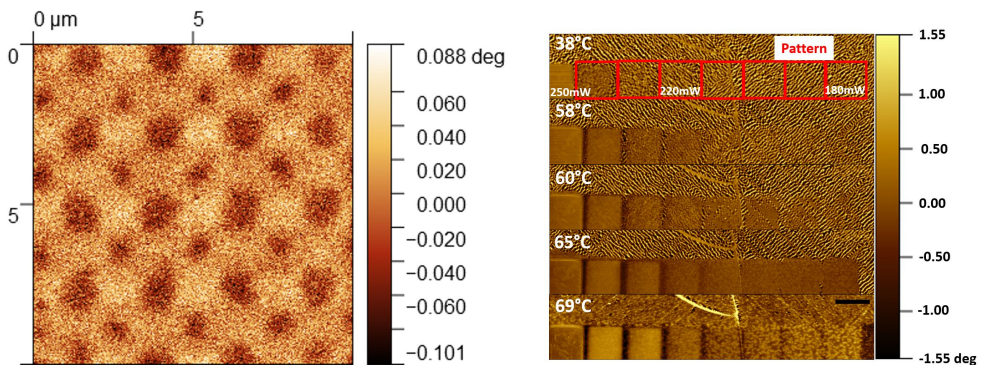 0 µm 5
0
5
0.088 deg
0.060
0.040
0.020
0.000
−0.020
−0.040
−0.060
−0.101
38°C
Pattern
250mW 220mW 180mW
58°C
60°C
65°C
69°C
1.55
1.00
0.50
0.00
-0.50
-1.00
-1.55 deg